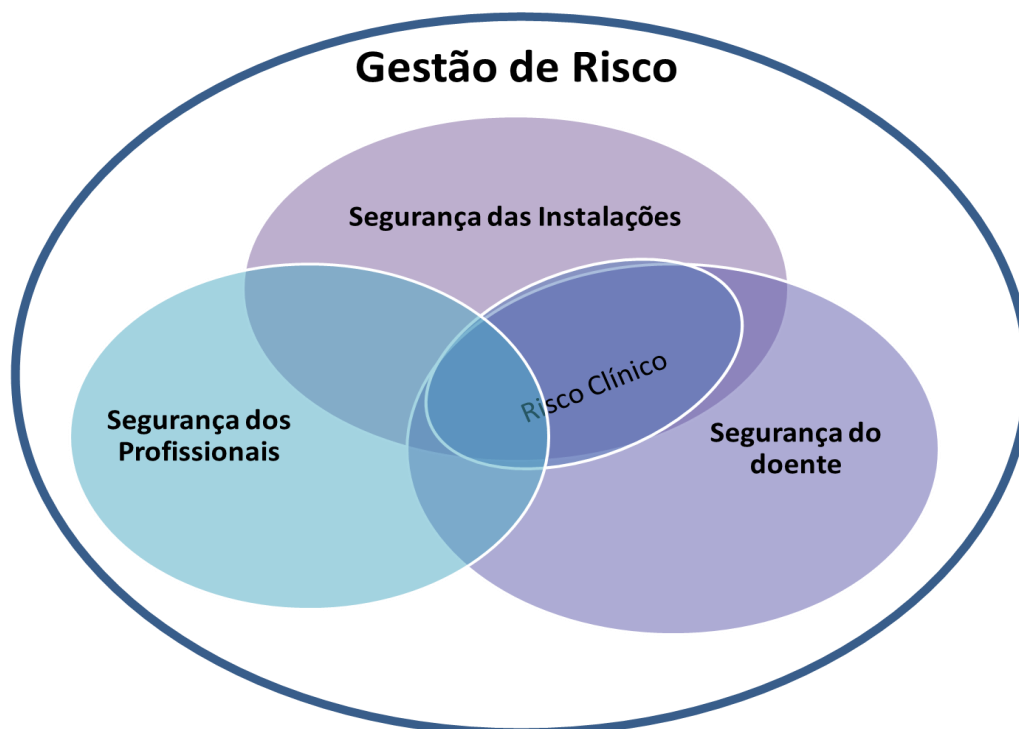 Gestão de Risco
Segurança das Instalações
Risco Clínico
Segurança dos
Profissionais
Segurança do
doente